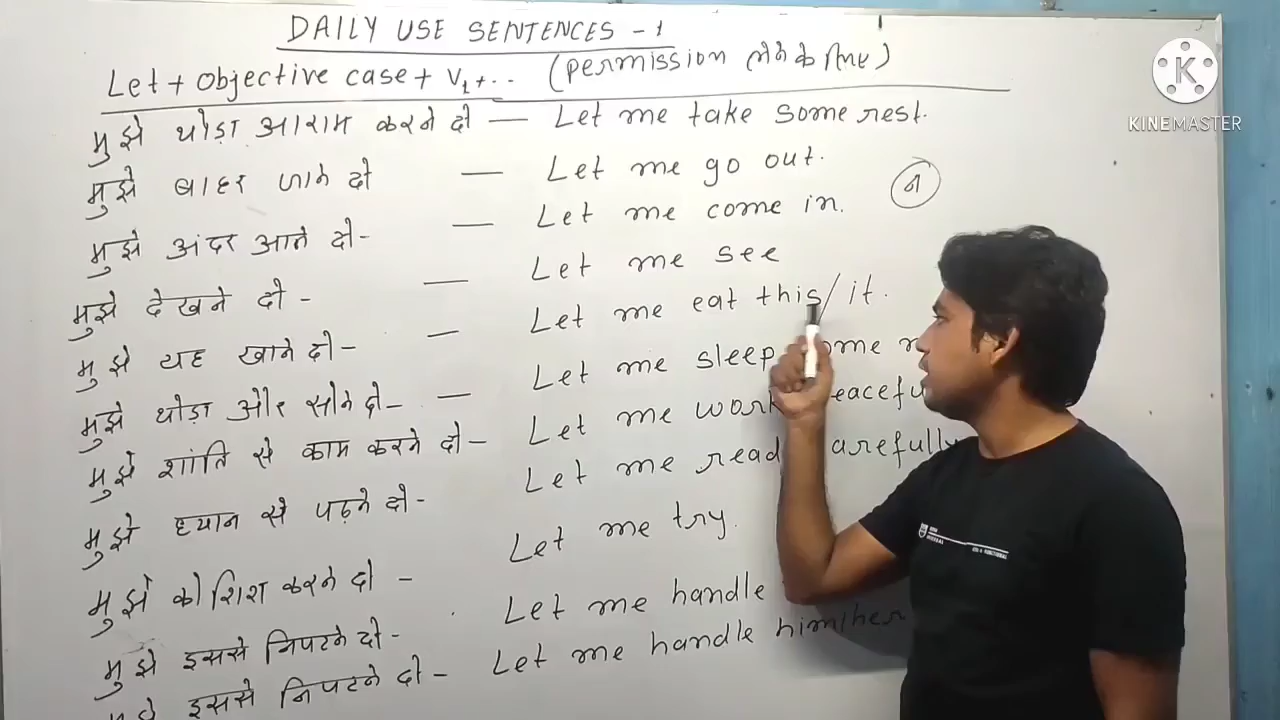 DAILY USE SENTENCES - 1
Let + objective case + V1 + .. (permission लेने के लिए)
मुझे थोड़ा आराम करने दो — Let me take some rest.
मुझे बाहर जाने दो — Let me go out.
मुझे अंदर आने दो - — Let me come in.
मुझे देखने दो - — Let me see
मुझे यह खाने दो - — Let me eat this/it.
मुझे थोड़ा और सोने दो - — Let me sleep
मुझे शांति से काम करने दो - Let me work
मुझे ध्यान से पढ़ने दो - Let me read carefully
मुझे कोशिश करने दो - Let me try.
मुझे इससे निपटने दो - Let me handle
मुझे इससे निपटने दो - Let me handle him/her
न
K
KINEMASTER